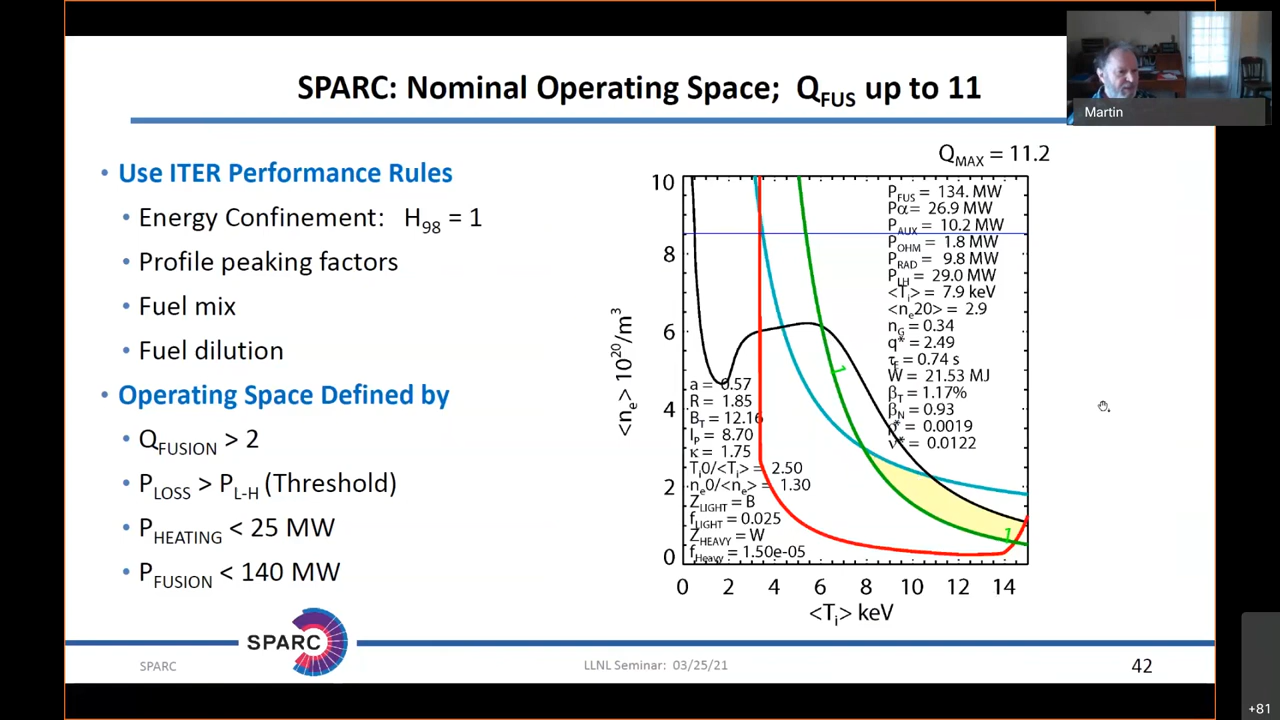 SPARC: Nominal Operating Space; QFUS up to 11
Martin
• Use ITER Performance Rules
• Energy Confinement: H98 = 1
• Profile peaking factors
• Fuel mix
• Fuel dilution
• Operating Space Defined by
• QFUSION > 2
• PLOSS > PL-H (Threshold)
• PHEATING < 25 MW
• PFUSION < 140 MW
QMAX = 11.2
10
8
6
4
2
0
<ne> 10^20/m^3
PFUS = 134. MW
Pα = 26.9 MW
PAUX = 10.2 MW
POHM = 1.8 MW
PRAD = 9.8 MW
PLH = 29.0 MW
<Ti> = 7.9 keV
<ne20> = 2.9
nG = 0.34
q* = 2.49
τE = 0.74 s
W = 21.53 MJ
βT = 1.17%
βN = 0.93
ρ* = 0.0019
ν* = 0.0122
1
a = 0.57
R = 1.85
BT = 12.16
IP = 8.70
κ = 1.75
Ti0/<Ti> = 2.50
ne0/<ne> = 1.30
ZLIGHT = B
fLIGHT = 0.025
ZHEAVY = W
fHeavy = 1.50e-05
1
0 2 4 6 8 10 12 14
<Ti> keV
SPARC
SPARC
LLNL Seminar: 03/25/21
42
+81